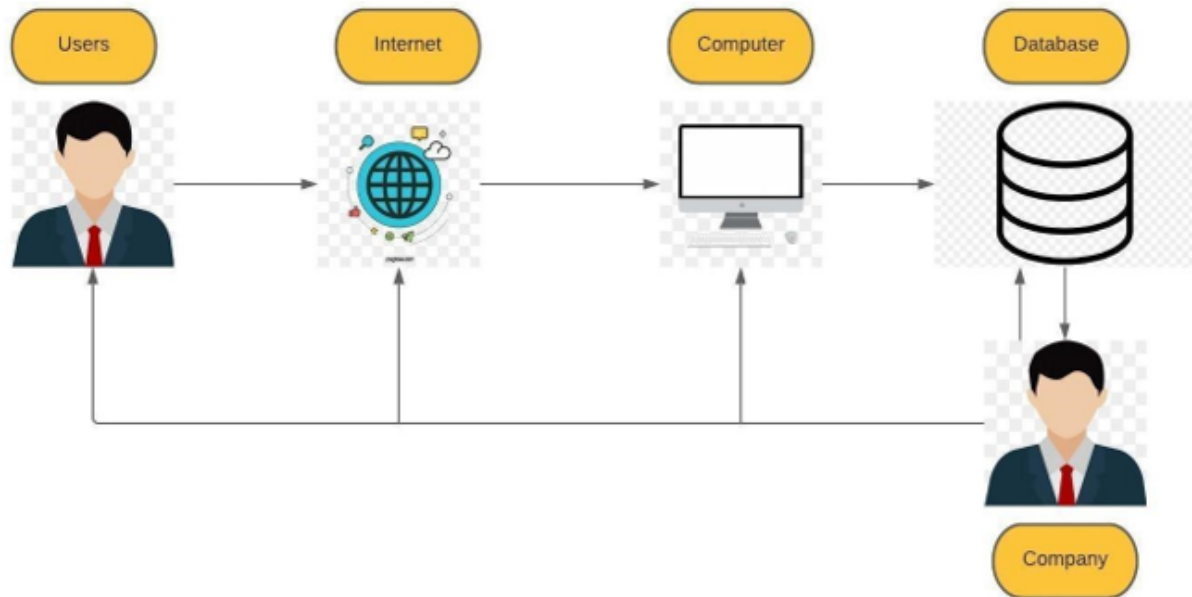 Users
Internet
Computer
Database
Company